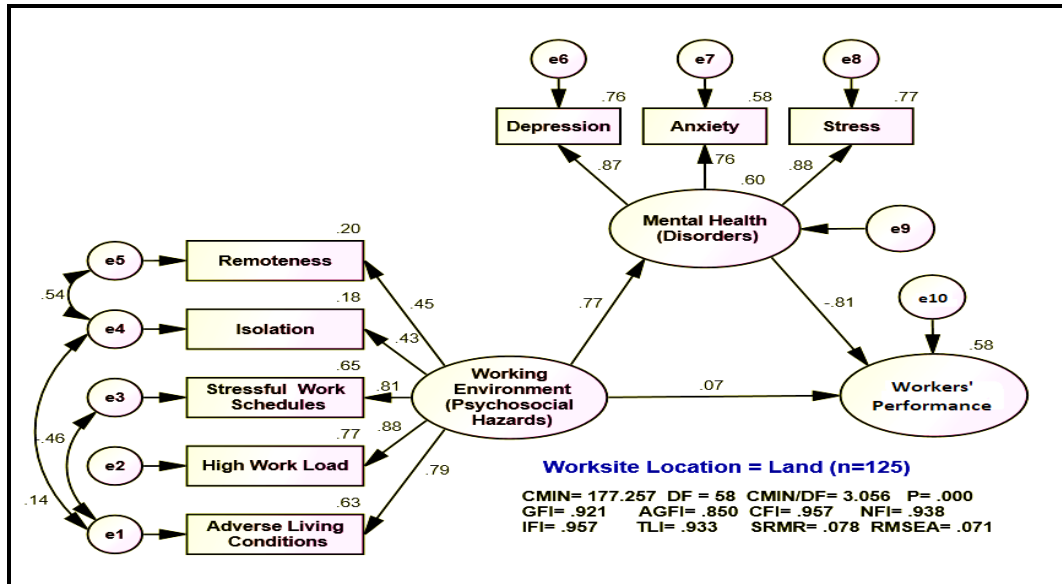 e6
e7
e8
.76
.58
.77
Depression
Anxiety
Stress
.87
.76
.88
.60
Mental Health
(Disorders)
e9
.20
e5
Remoteness
.54
.45
.77
-.81
e10
.18
e4
Isolation
.43
.58
.65
e3
Stressful Work
Schedules
.81
Working
Environment
(Psychosocial
Hazards)
.07
Workers'
Performance
-.46
.77
.88
e2
High Work Load
.79
.14
.63
e1
Adverse Living
Conditions
Worksite Location = Land (n=125)
CMIN= 177.257 DF = 58 CMIN/DF= 3.056 P= .000
GFI= .921 AGFI= .850 CFI= .957 NFI= .938
IFI= .957 TLI= .933 SRMR= .078 RMSEA= .071